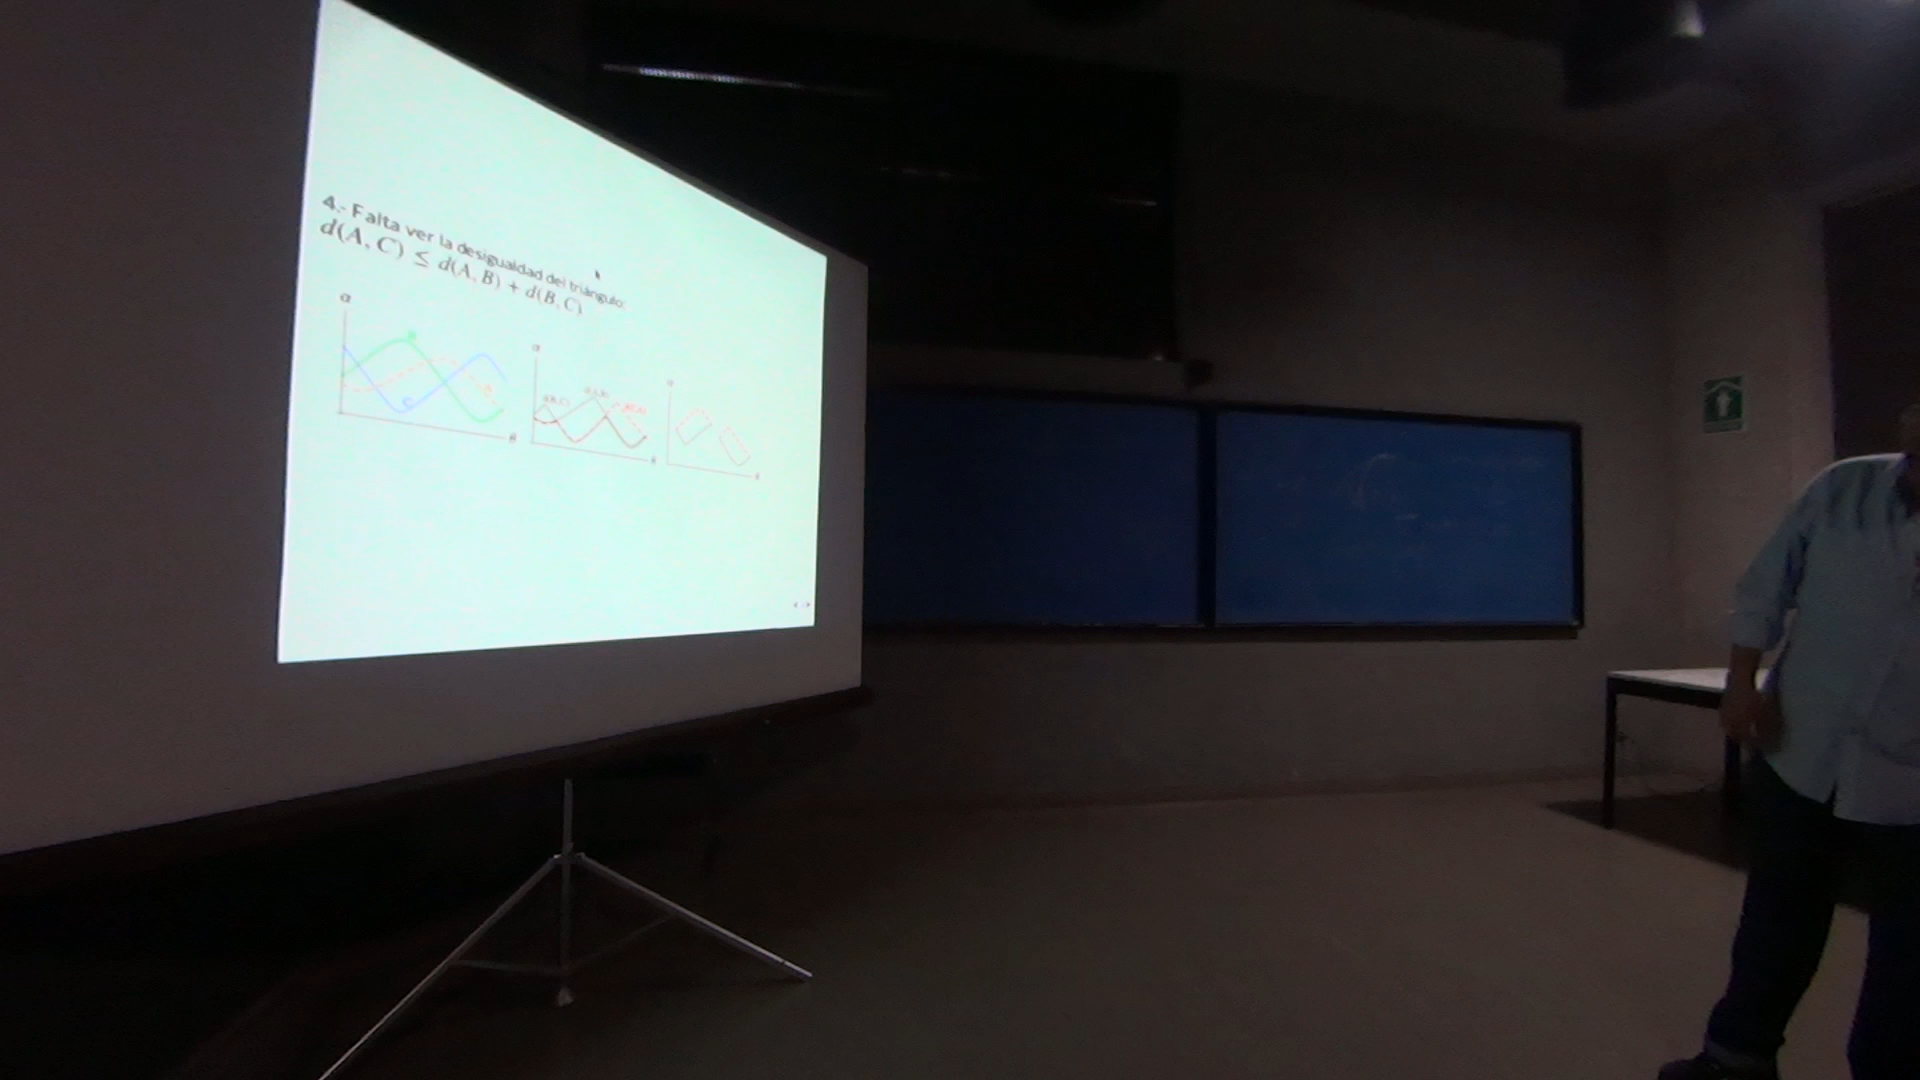 4.- Falta ver la desigualdad del triángulo:
d(A, C) ≤ d(A, B) + d(B, C)
α
θ
α
d(B,C)
d(A,B)
θ
α
θ